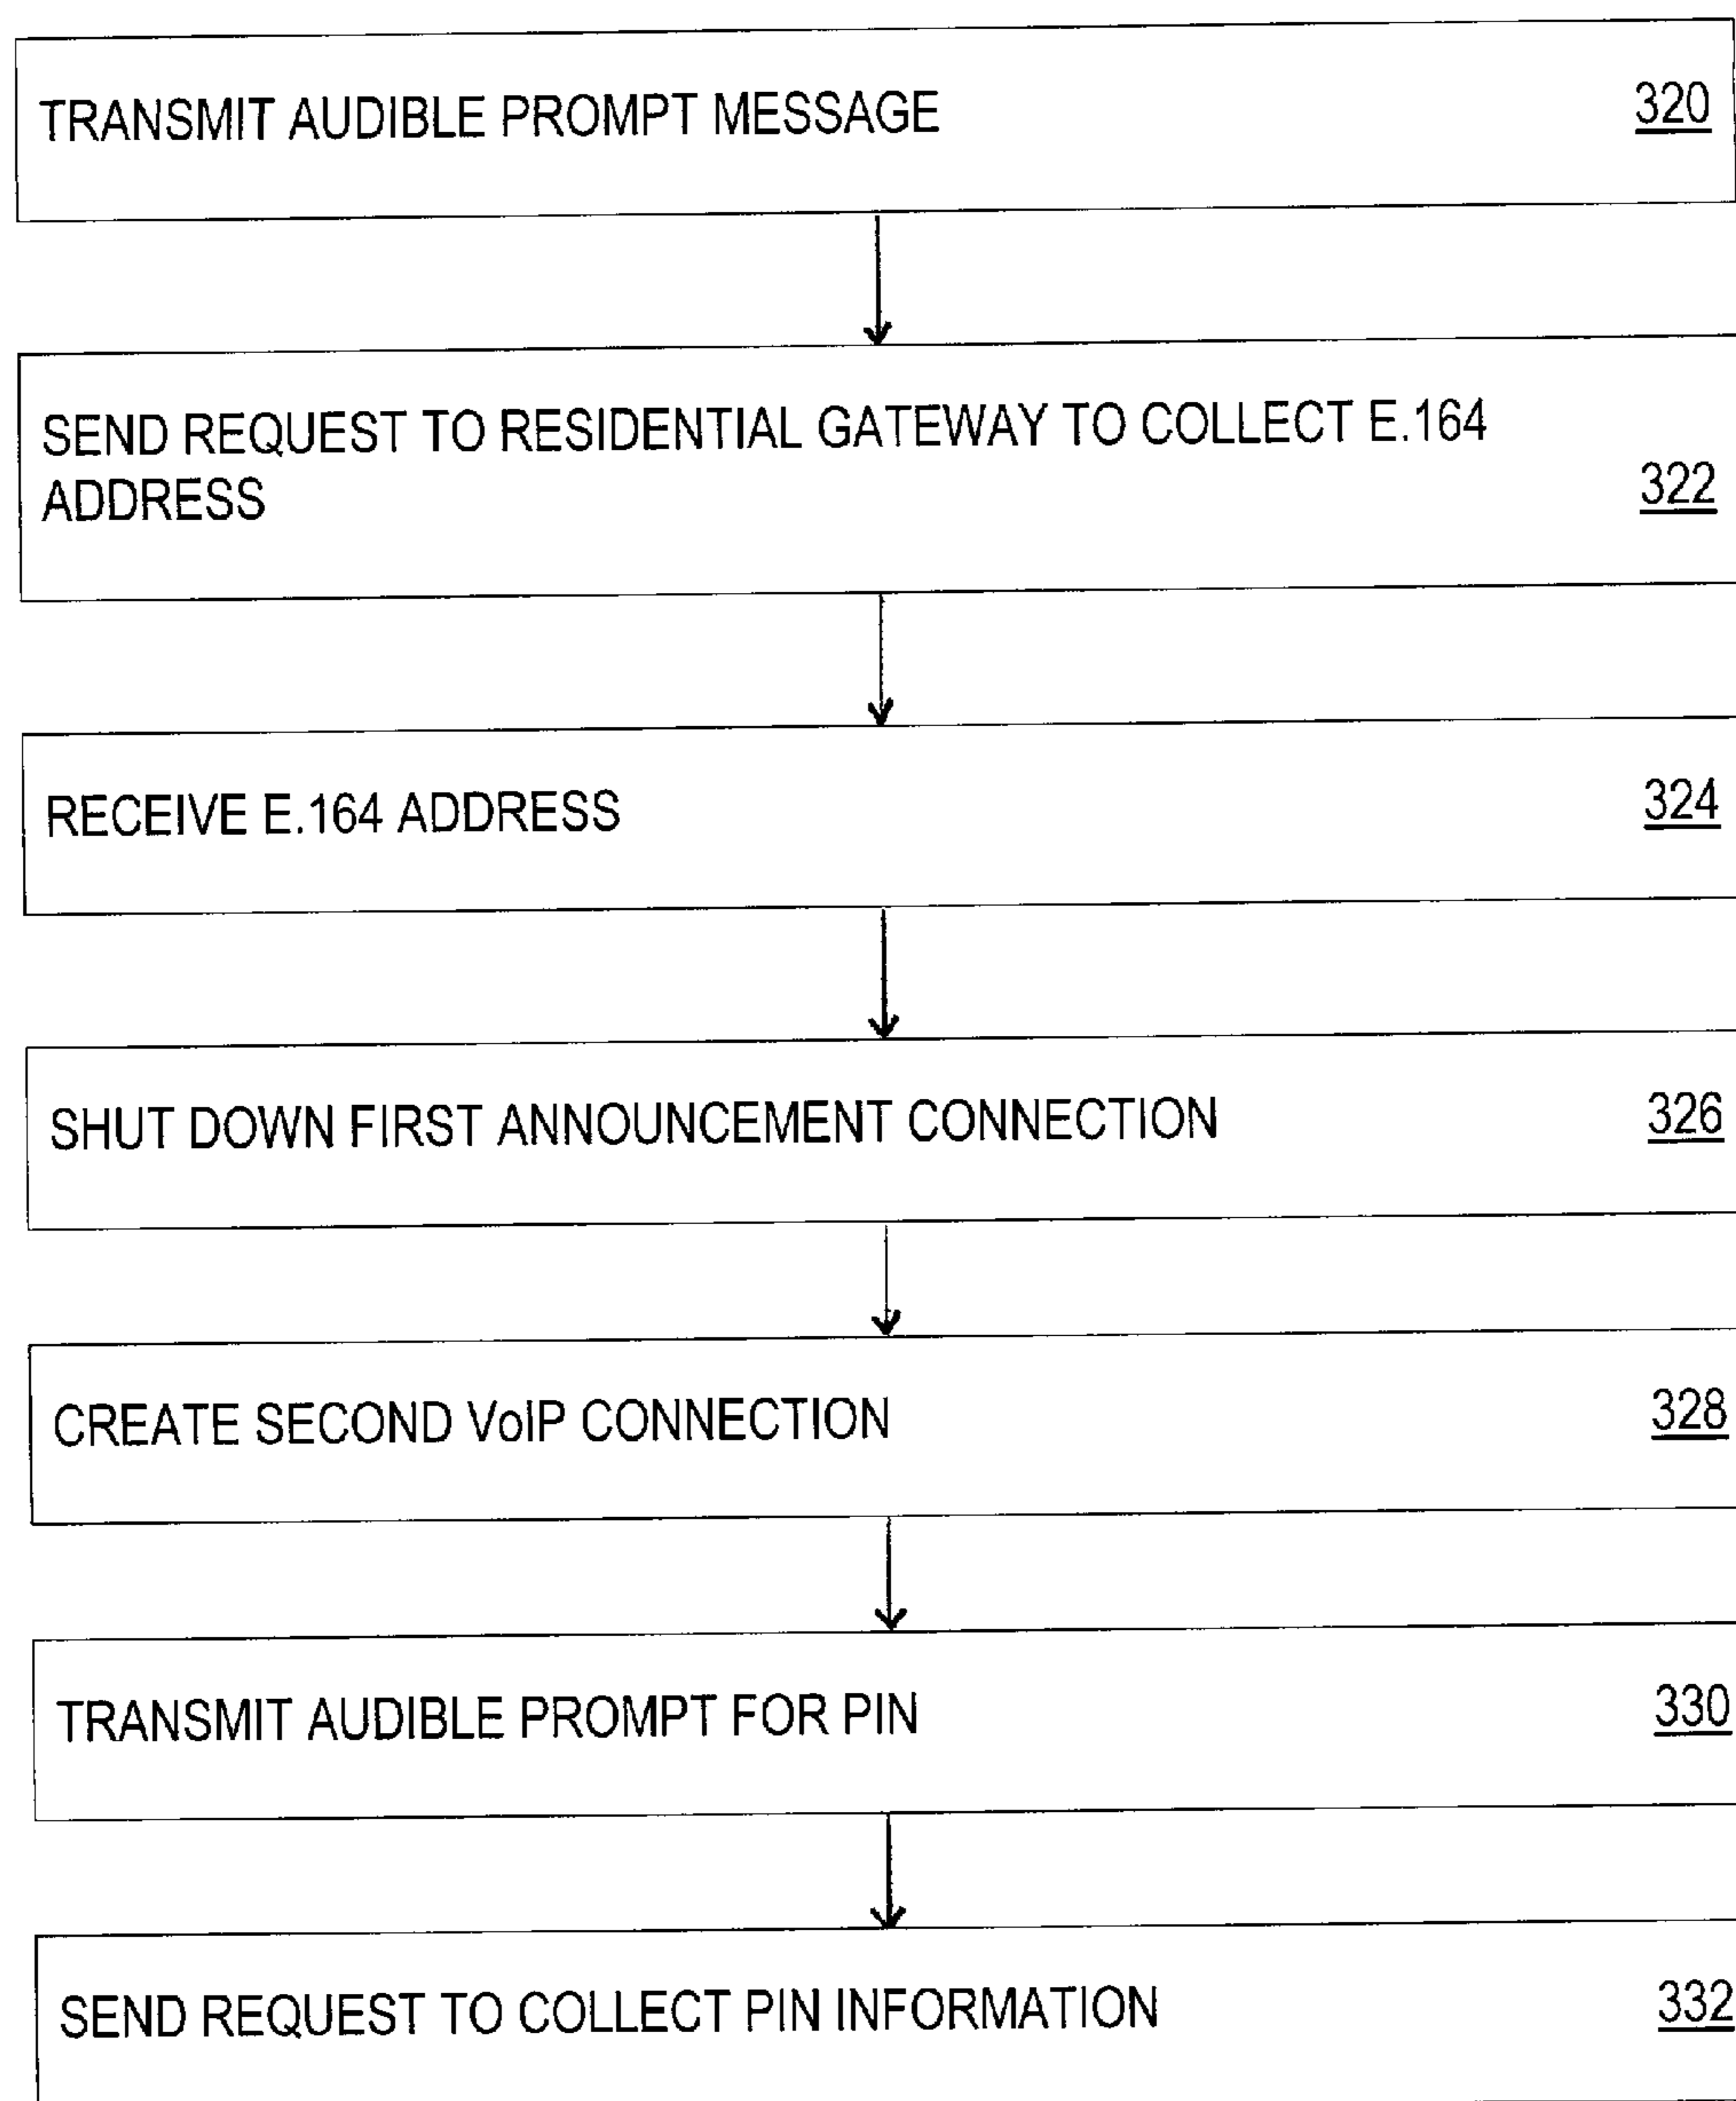 TRANSMIT AUDIBLE PROMPT MESSAGE 320
SEND REQUEST TO RESIDENTIAL GATEWAY TO COLLECT E.164
ADDRESS 322
RECEIVE E.164 ADDRESS 324
SHUT DOWN FIRST ANNOUNCEMENT CONNECTION 326
CREATE SECOND VoIP CONNECTION 328
TRANSMIT AUDIBLE PROMPT FOR PIN 330
SEND REQUEST TO COLLECT PIN INFORMATION 332